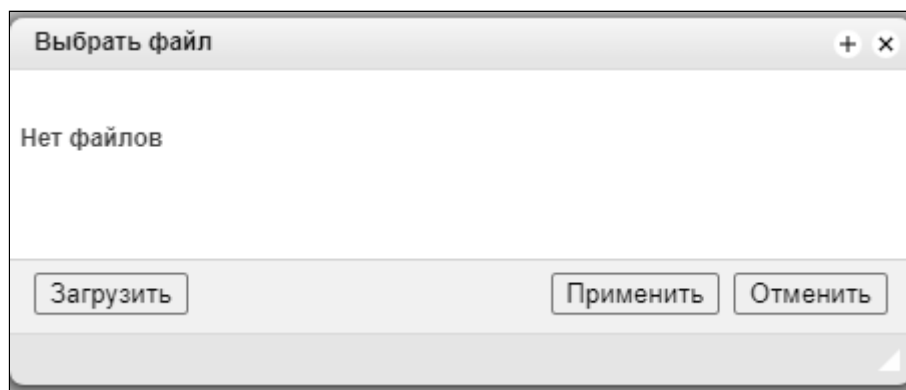 Выбрать файл
Нет файлов
Загрузить Применить Отменить